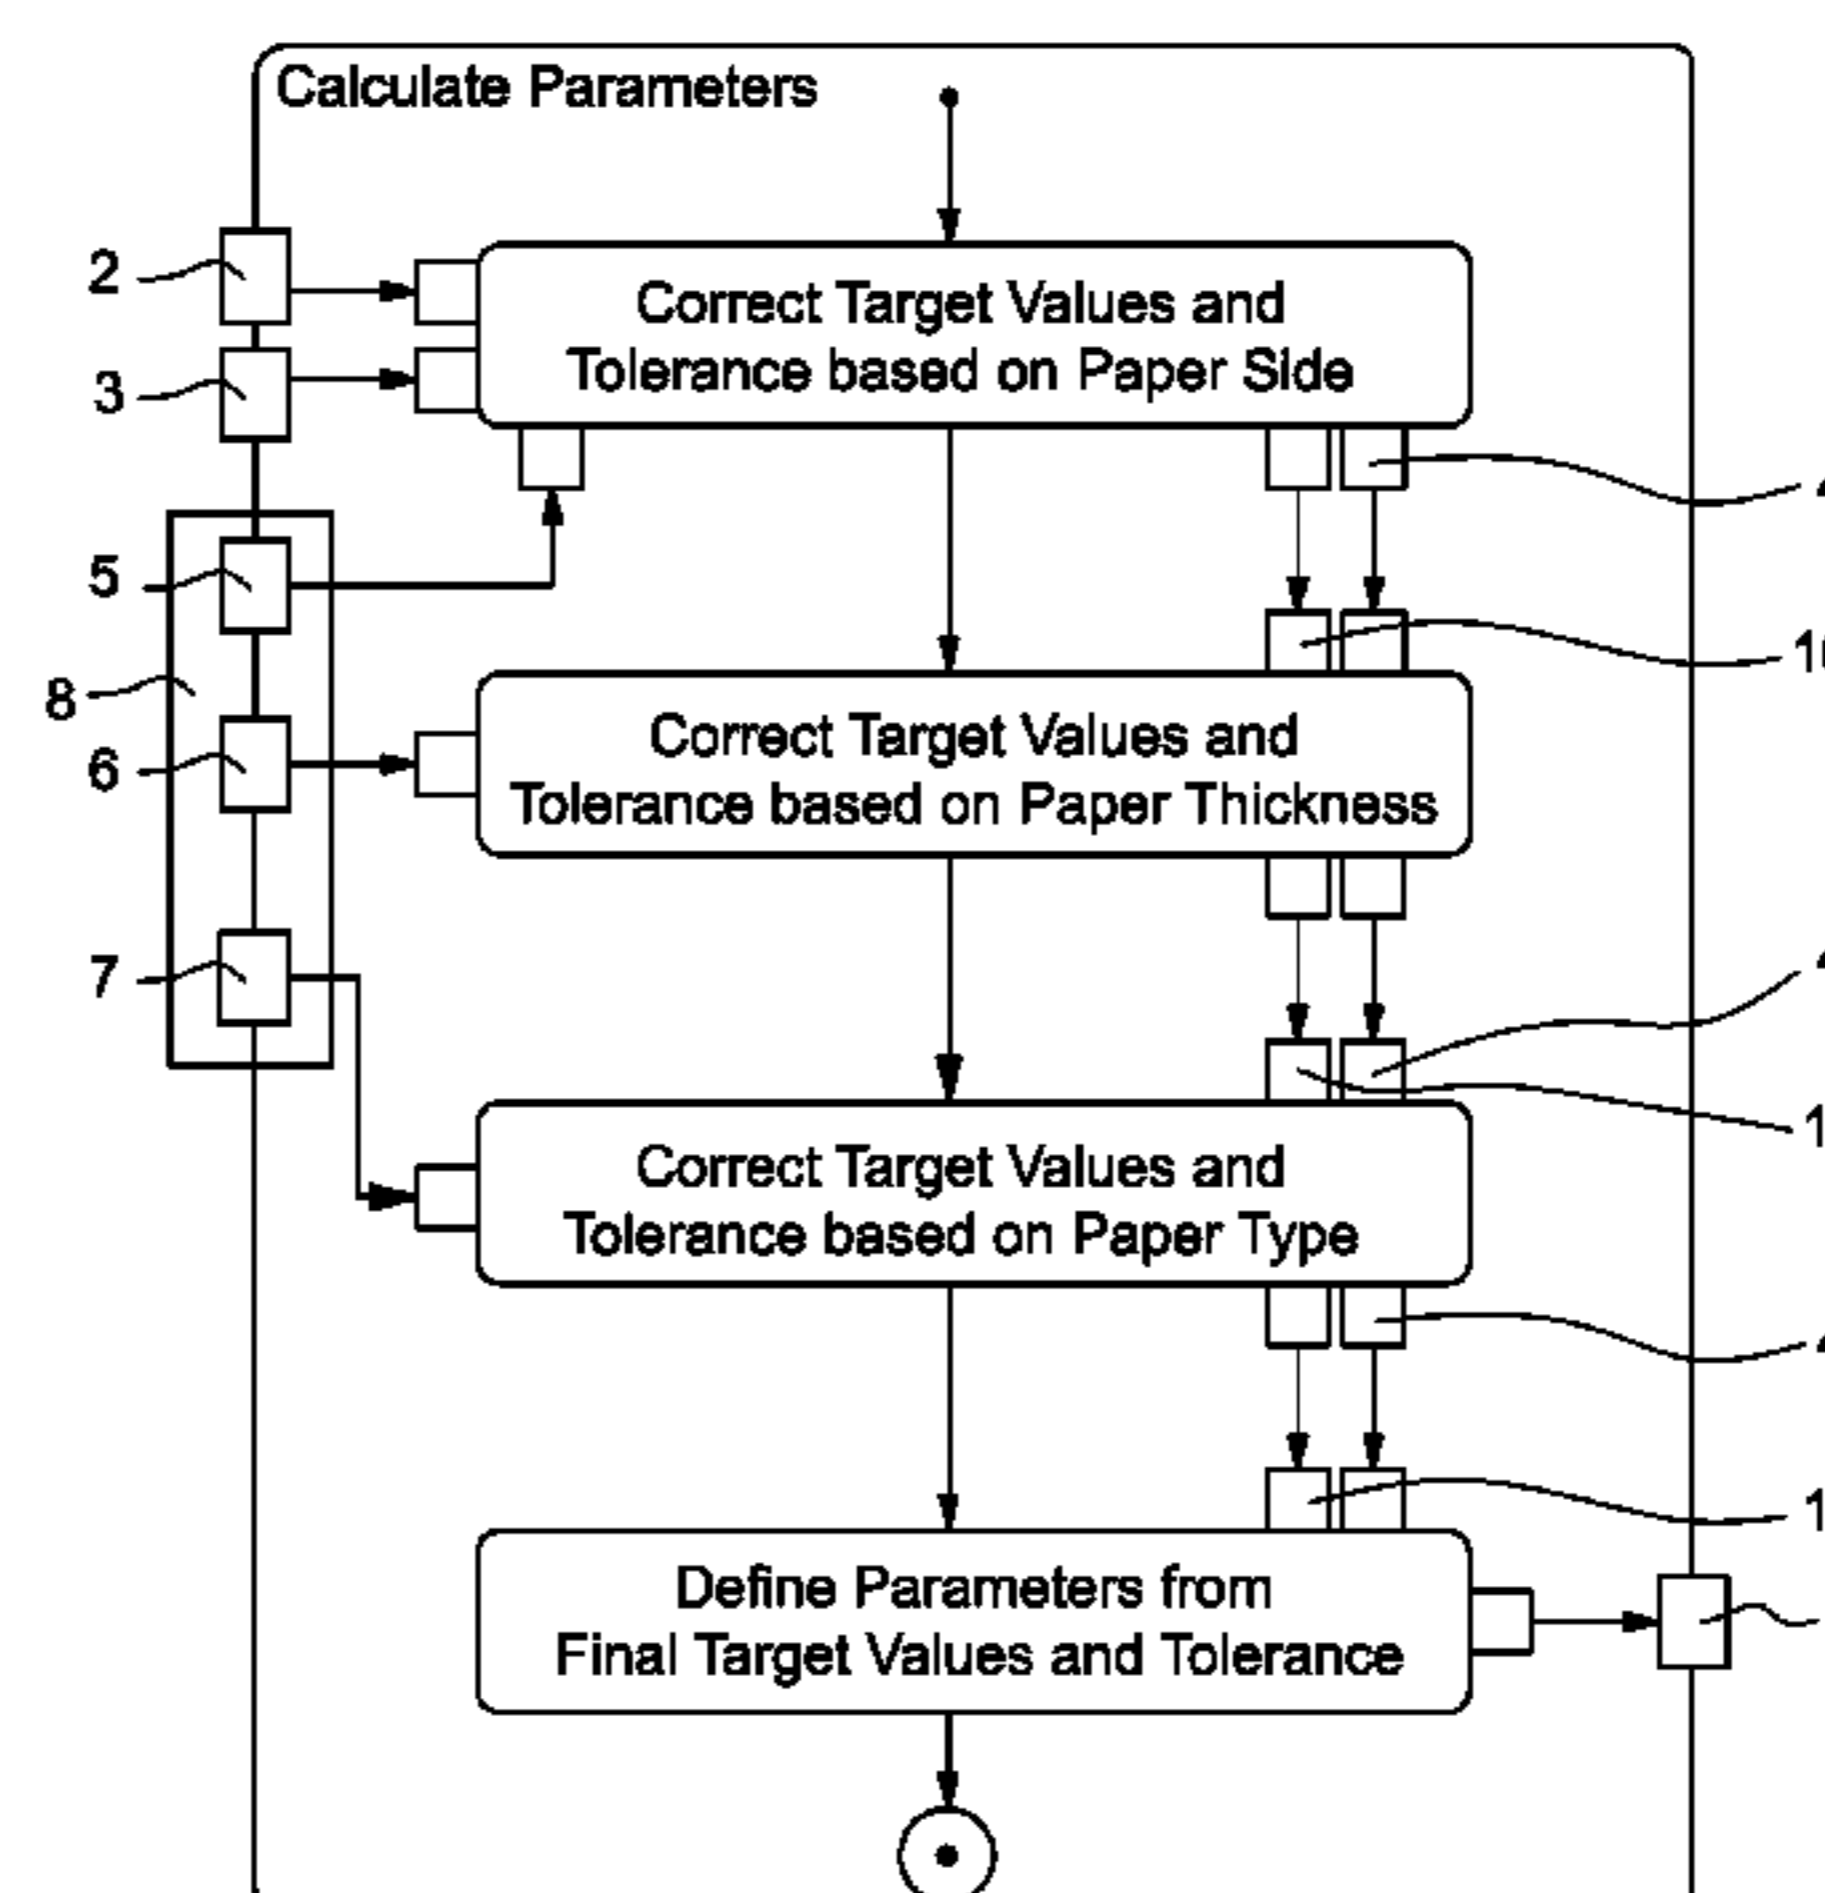 Calculate Parameters
2
Correct Target Values and
Tolerance based on Paper Side
3
5
8
Correct Target Values and
Tolerance based on Paper Thickness
6
7
Correct Target Values and
Tolerance based on Paper Type
Define Parameters from
Final Target Values and Tolerance